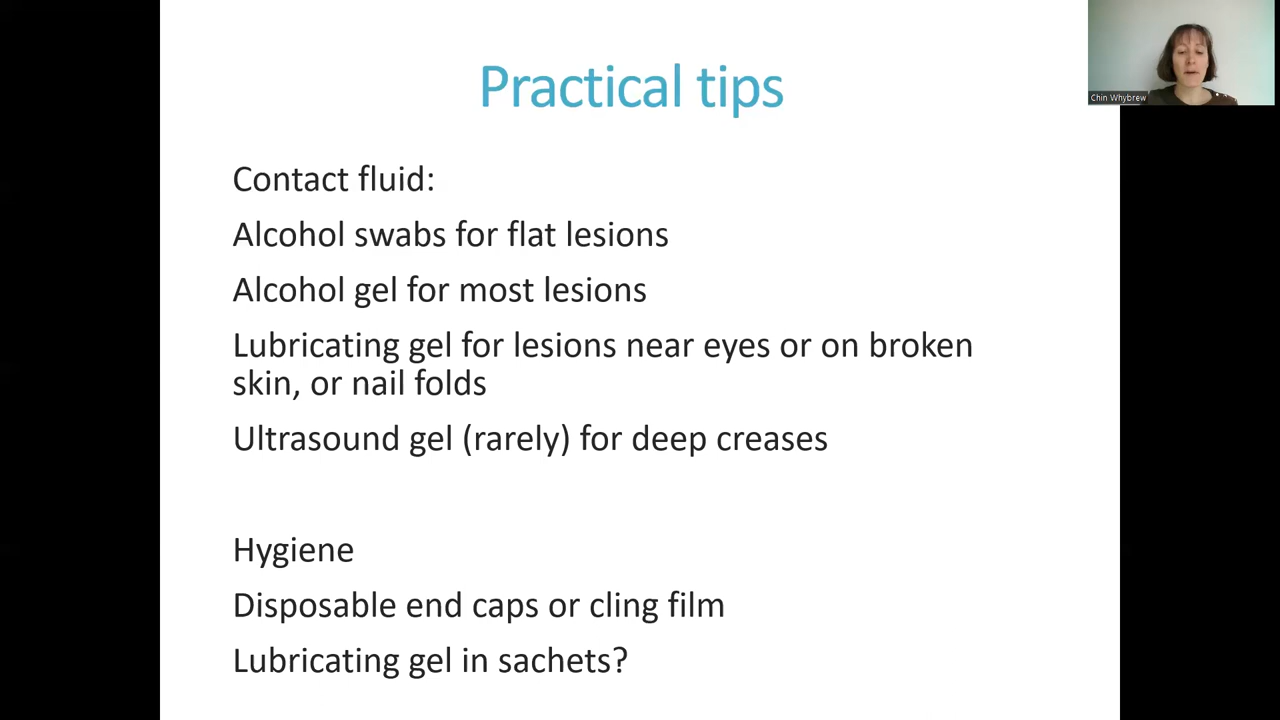 Practical tips
Chin Whybrew
Contact fluid:
Alcohol swabs for flat lesions
Alcohol gel for most lesions
Lubricating gel for lesions near eyes or on broken
skin, or nail folds
Ultrasound gel (rarely) for deep creases
Hygiene
Disposable end caps or cling film
Lubricating gel in sachets?